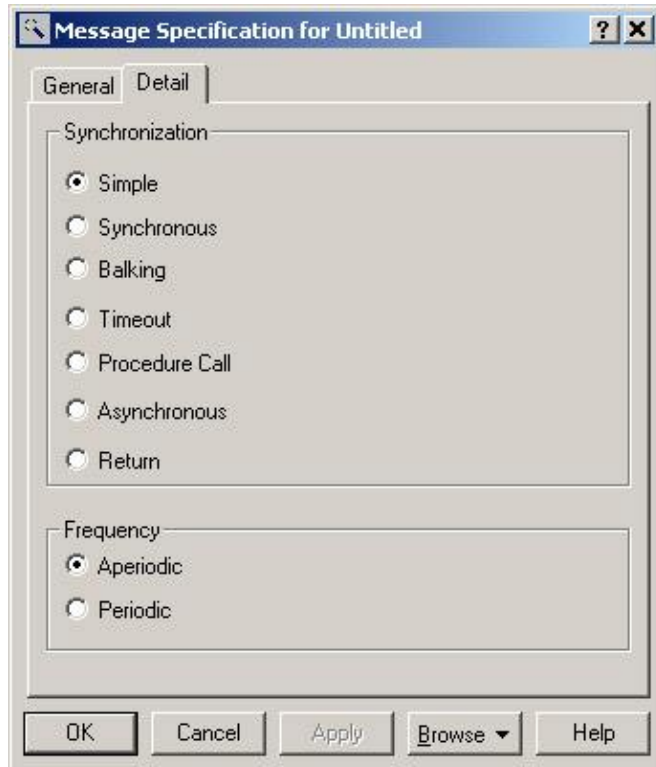 Message Specification for Untitled
General Detail
Synchronization
Simple
Synchronous
Balking
Timeout
Procedure Call
Asynchronous
Return
Frequency
Aperiodic
Periodic
OK Cancel Apply Browse Help